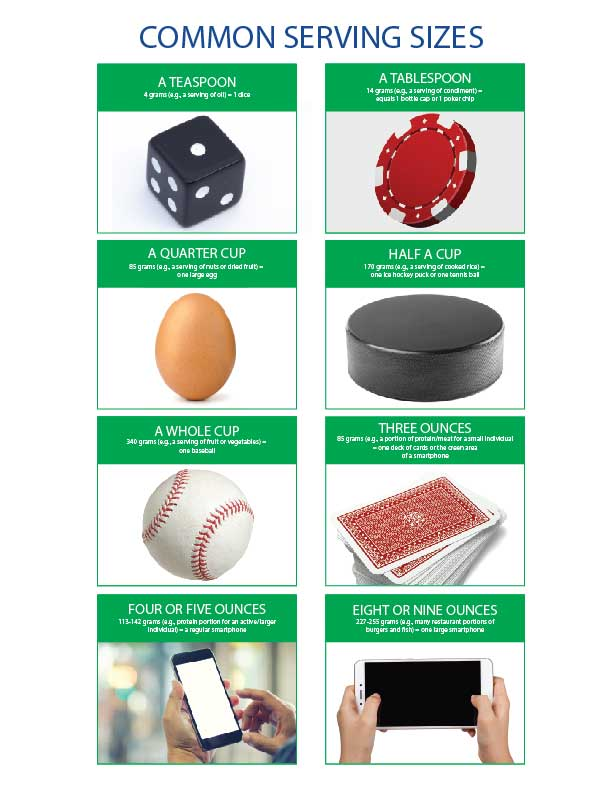 COMMON SERVING SIZES
A TEASPOON
4 grams (e.g., a serving of oil) = 1 dice
A TABLESPOON
14 grams (e.g., a serving of condiment) =
equals 1 bottle cap or 1 poker chip
A QUARTER CUP
85 grams (e.g., a serving of nuts or dried fruit) =
one large egg
HALF A CUP
170 grams (e.g., a serving of cooked rice) =
one ice hockey puck or one tennis ball
A WHOLE CUP
340 grams (e.g., a serving of fruit or vegetables) =
one baseball
THREE OUNCES
85 grams (e.g., a portion of protein/meat for a small individual
= one deck of cards or the creen area
of a smartphone
FOUR OR FIVE OUNCES
113-142 grams (e.g., protein portion for an active/larger
individual) = a regular smartphone
EIGHT OR NINE OUNCES
227-255 grams (e.g., many restaurant portions of
burgers and fish) = one large smartphone